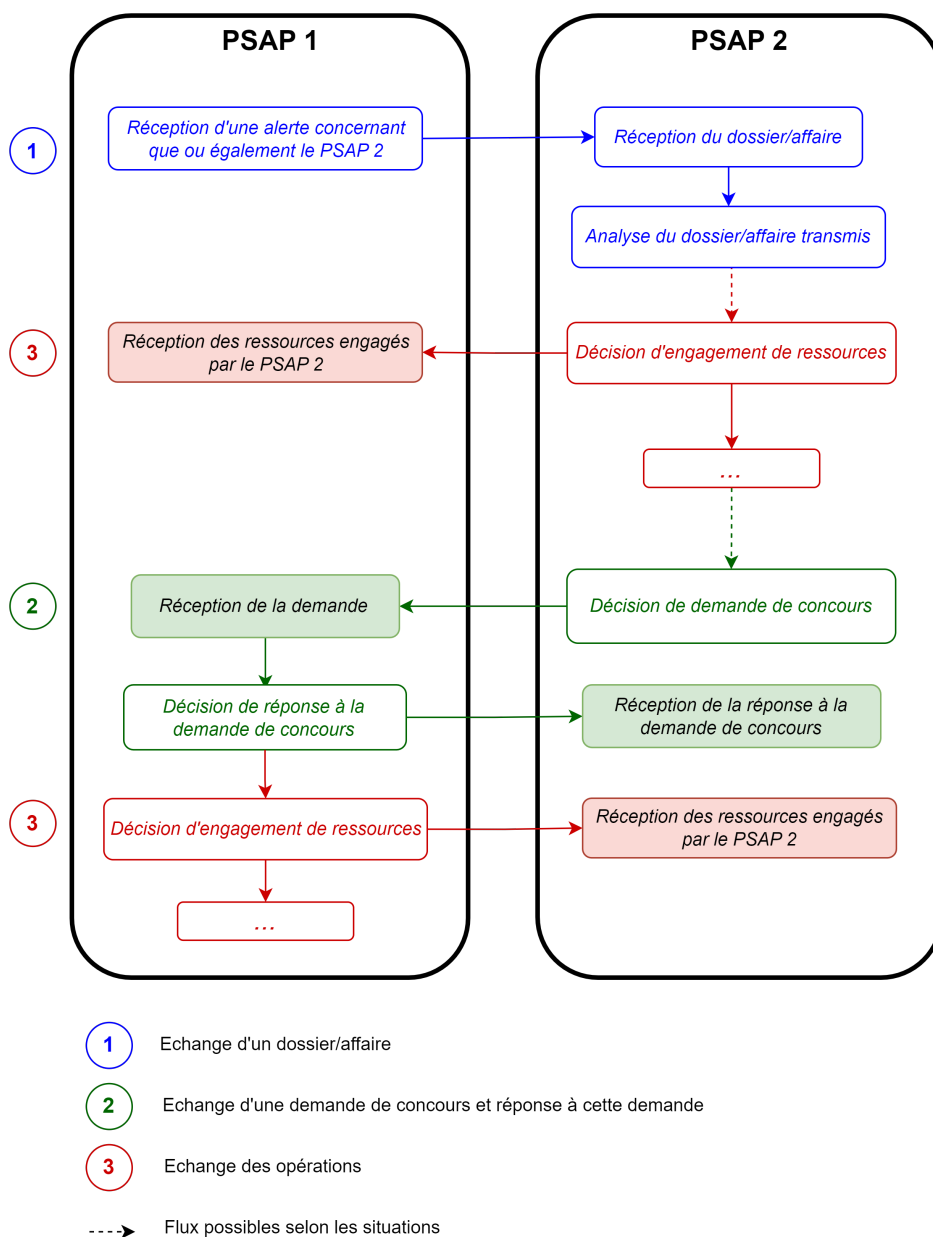 PSAP 1
PSAP 2
1
Réception d'une alerte concernant
que ou également le PSAP 2
Réception du dossier/affaire
Analyse du dossier/affaire transmis
3
Réception des ressources engagés
par le PSAP 2
Décision d'engagement de ressources
...
2
Réception de la demande
Décision de demande de concours
Décision de réponse à la
demande de concours
Réception de la réponse à la
demande de concours
3
Décision d'engagement de ressources
Réception des ressources engagés
par le PSAP 2
...
1 Echange d'un dossier/affaire
2 Echange d'une demande de concours et réponse à cette demande
3 Echange des opérations
Flux possibles selon les situations